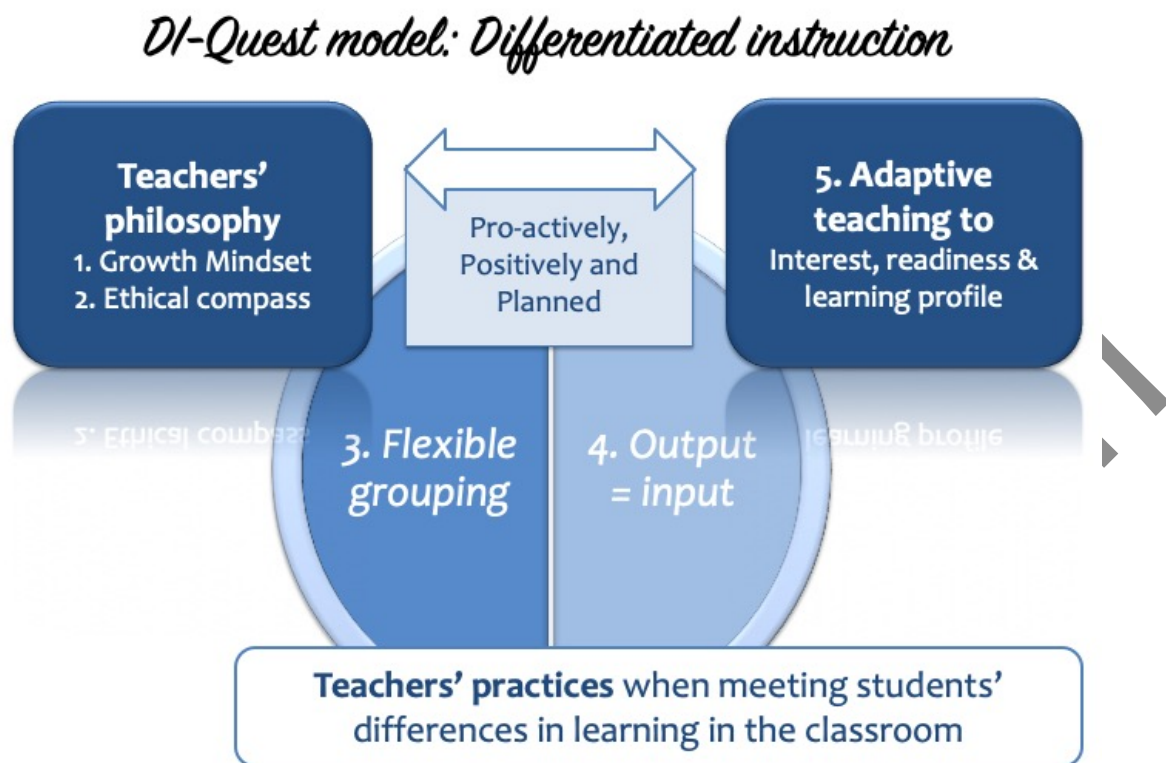 DI-Quest model: Differentiated instruction
Teachers'
philosophy
1. Growth Mindset
2. Ethical compass
Pro-actively,
Positively and
Planned
5. Adaptive
teaching to
Interest, readiness &
learning profile
3. Flexible
grouping
4. Output
= input
Teachers' practices when meeting students'
differences in learning in the classroom